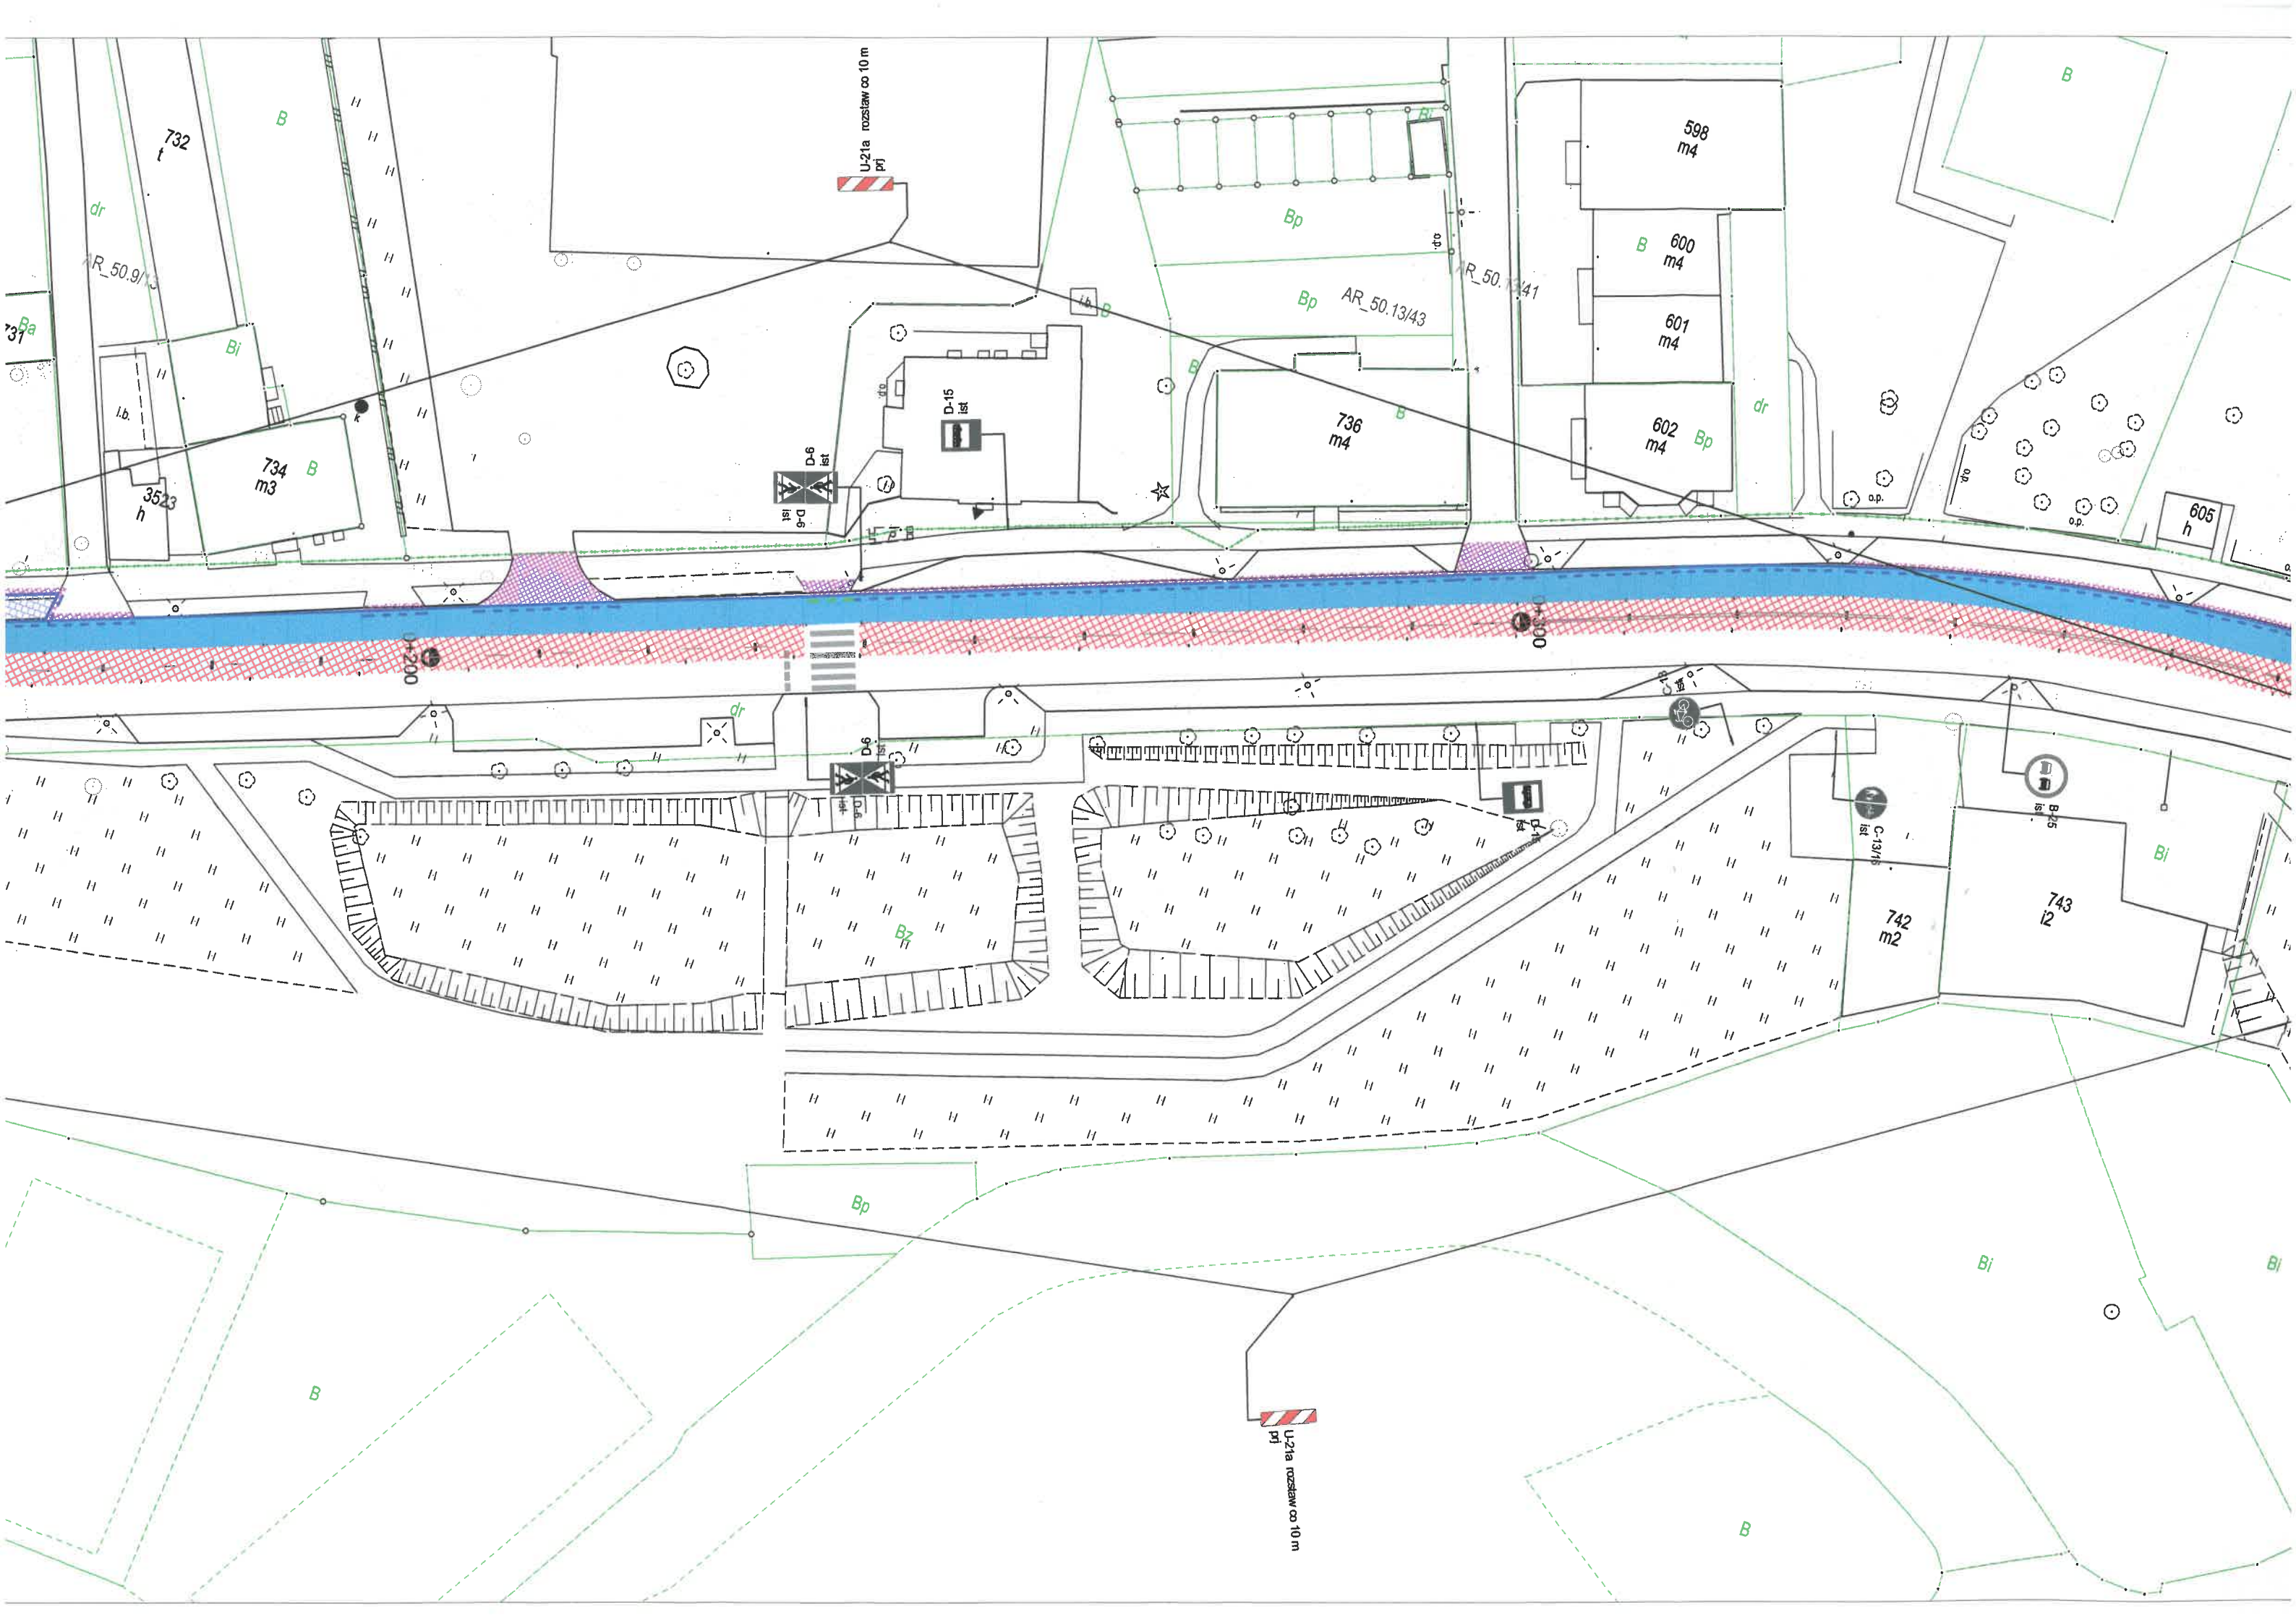 U-21a rozstaw co 10 m
prj
732
t
B
B
dr
AR_50.9/13
598
m4
Bi
Bp
o.p.
B
600
m4
AR_50.13/41
Bp
AR_50.13/43
i.b.
B
601
m4
731
Ba
Bi
B
i.b.
k
D-15
ist
o.p.
736
m4
B
602
m4
Bp
dr
734
m3
B
D-6
ist
D-6
ist
3523
h
o.p.
o.p.
o.p.
605
h
0+200
0+300
dr
D-6
ist
D-6
ist
ist
D-15
ist
C-13/16
ist
B-25
ist
Bi
Bz
742
m2
743
i2
Bp
Bi
Bi
B
B
U-21a rozstaw co 10 m
prj